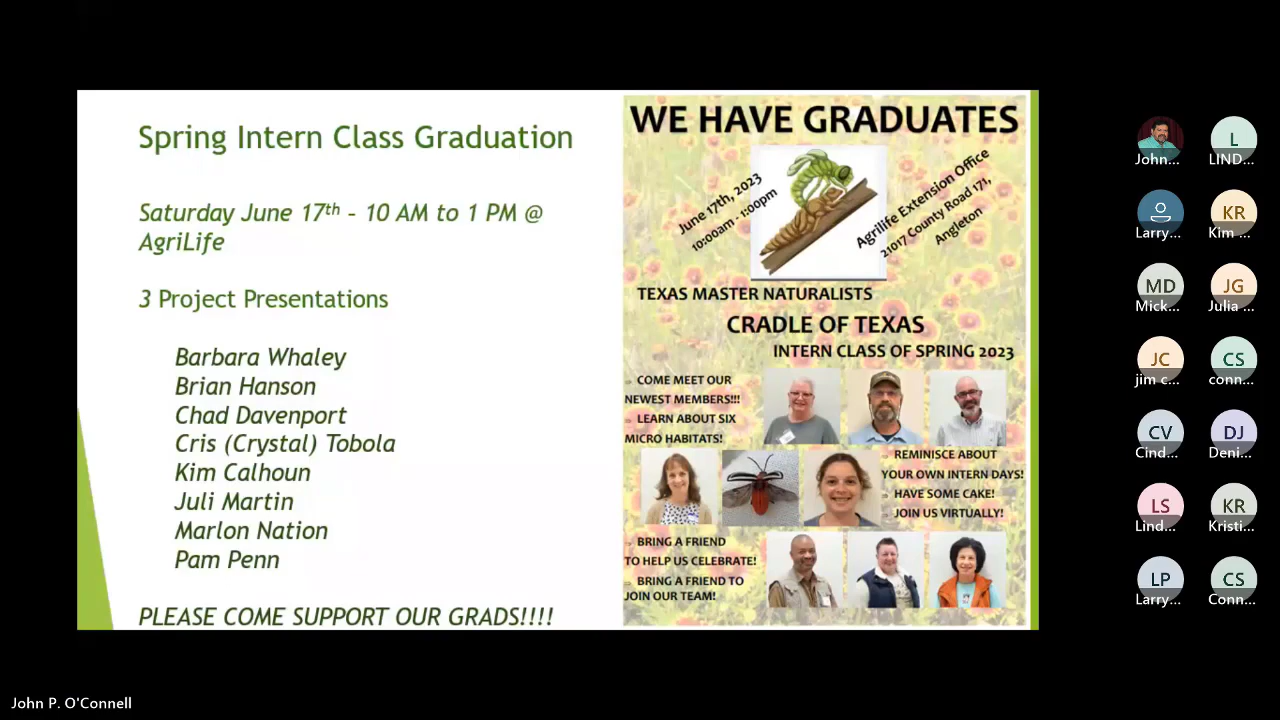 Spring Intern Class Graduation
Saturday June 17th – 10 AM to 1 PM @
AgriLife
3 Project Presentations
Barbara Whaley
Brian Hanson
Chad Davenport
Cris (Crystal) Tobola
Kim Calhoun
Juli Martin
Marlon Nation
Pam Penn
PLEASE COME SUPPORT OUR GRADS!!!!
WE HAVE GRADUATES
June 17th, 2023
10:00am - 1:00pm
Agrilife Extension Office
21017 County Road 171,
Angleton
TEXAS MASTER NATURALISTS
CRADLE OF TEXAS
INTERN CLASS OF SPRING 2023
COME MEET OUR
NEWEST MEMBERS!!!
LEARN ABOUT SIX
MICRO HABITATS!
REMINISCE ABOUT
YOUR OWN INTERN DAYS!
HAVE SOME CAKE!
JOIN US VIRTUALLY!
BRING A FRIEND
TO HELP US CELEBRATE!
BRING A FRIEND TO
JOIN OUR TEAM!
John...
L
LIND...
Larry...
KR
Kim ...
MD
Mick...
JG
Julia ...
JC
jim c...
CS
conn...
CV
Cind...
DJ
Deni...
LS
Lind...
KR
Kristi...
LP
Larry...
CS
Conn...
John P. O'Connell